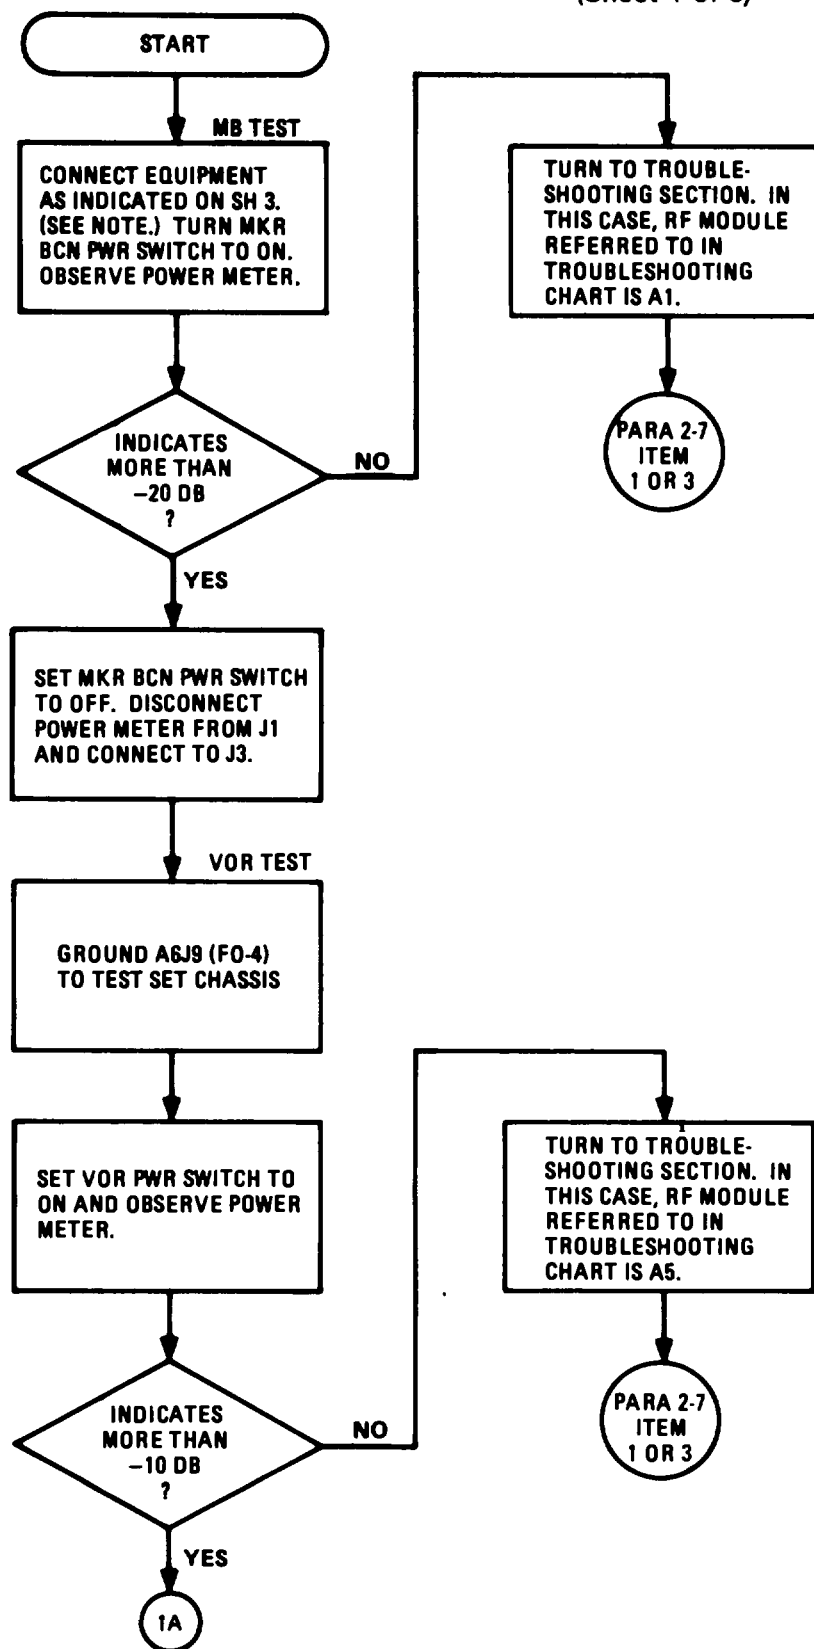 START
MB TEST
CONNECT EQUIPMENT
AS INDICATED ON SH 3.
(SEE NOTE.) TURN MKR
BCN PWR SWITCH TO ON.
OBSERVE POWER METER.
TURN TO TROUBLE-
SHOOTING SECTION. IN
THIS CASE, RF MODULE
REFERRED TO IN
TROUBLESHOOTING
CHART IS A1.
INDICATES
MORE THAN
-20 DB
?
NO
PARA 2-7
ITEM
1 OR 3
YES
SET MKR BCN PWR SWITCH
TO OFF. DISCONNECT
POWER METER FROM J1
AND CONNECT TO J3.
VOR TEST
GROUND A6J9 (FO-4)
TO TEST SET CHASSIS
SET VOR PWR SWITCH TO
ON AND OBSERVE POWER
METER.
TURN TO TROUBLE-
SHOOTING SECTION. IN
THIS CASE, RF MODULE
REFERRED TO IN
TROUBLESHOOTING
CHART IS A5.
INDICATES
MORE THAN
-10 DB
?
NO
PARA 2-7
ITEM
1 OR 3
YES
1A